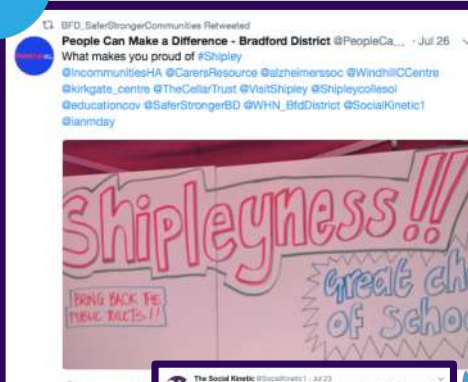 BFD_SaferStrongerCommunities Retweeted
People Can Make a Difference - Bradford District @PeopleCa... · Jul 26
What makes you proud of #Shipley
@IncommunitiesHA @CarersResource @alzheimerssoc @WindhillCCentre
@kirkgate_centre @TheCellarTrust @VisitShipley @Shipleycollesol
@educationcov @SaferStrongerBD @WHN_BfdDistrict @SocialKinetic1
@ianmday
Shipleyness!!
BRING BACK THE
PUBLIC TOILETS!!
Great ch
OF Schoo
The Social Kinetic @SocialKinetic1 · Jul 23